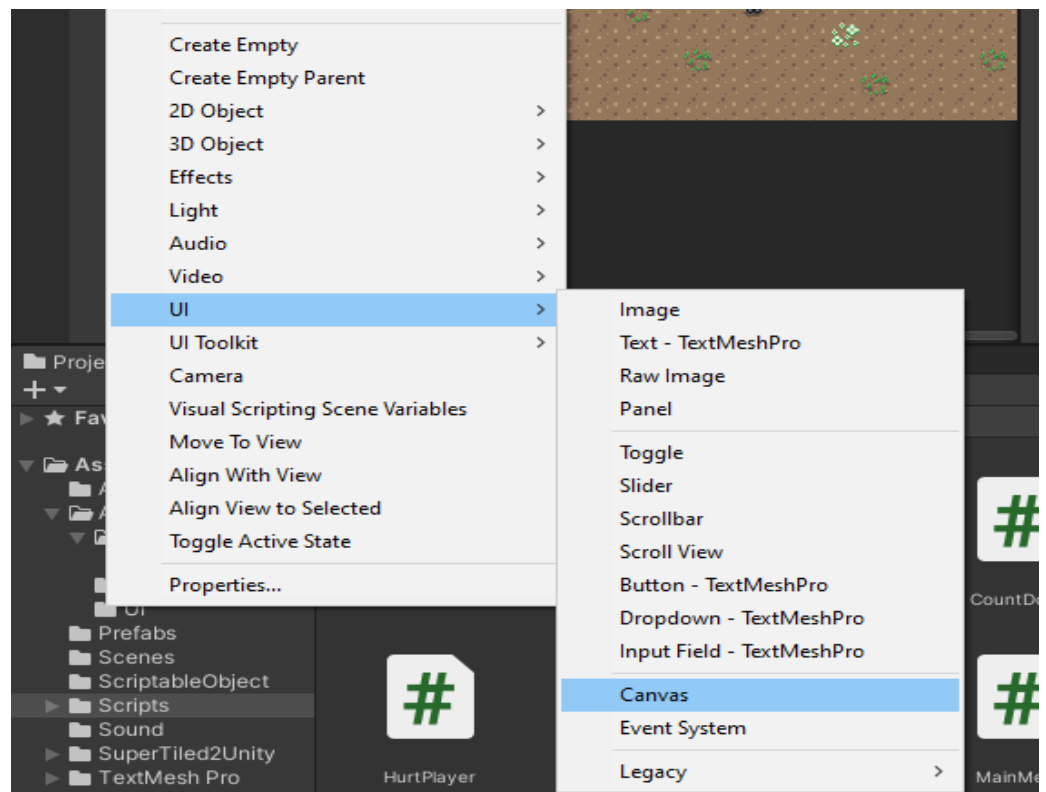 Create Empty
Create Empty Parent
2D Object
3D Object
Effects
Light
Audio
Video
UI
UI Toolkit
Camera
Visual Scripting Scene Variables
Move To View
Align With View
Align View to Selected
Toggle Active State
Properties...
Image
Text - TextMeshPro
Raw Image
Panel
Toggle
Slider
Scrollbar
Scroll View
Button - TextMeshPro
Dropdown - TextMeshPro
Input Field - TextMeshPro
Canvas
Event System
Legacy
Proje
Fav
As
UI
Prefabs
Scenes
ScriptableObject
Scripts
Sound
SuperTiled2Unity
TextMesh Pro
HurtPlayer
CountDo
MainMe